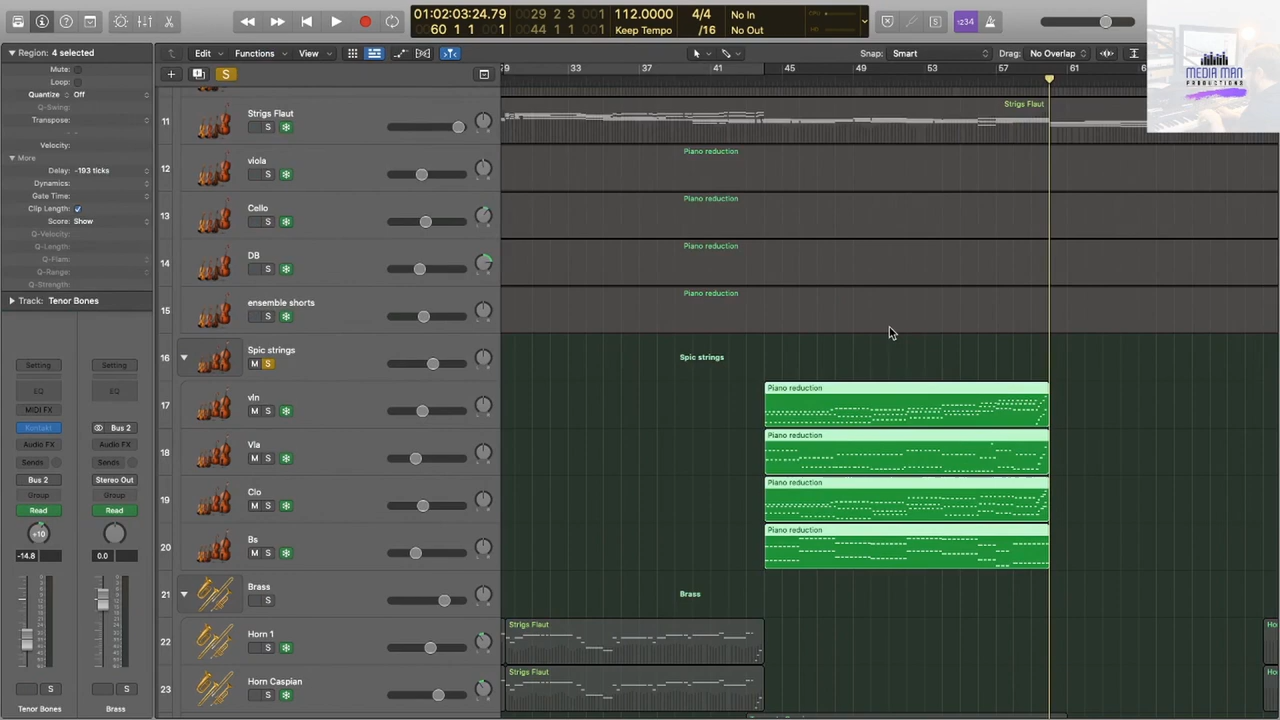 01:02:03:24.79
60 1 1 1
0029 2 3 001
0044 1 1 001
112.0000
Keep Tempo
4/4
/16
No In
No Out
1234
MEDIA MAN
PRODUCTIONS
Region: 4 selected
Edit Functions View
Snap: Smart
Drag: No Overlap
Mute:
Loop:
Quantize Off
Q-Swing:
Transpose:
Velocity:
More
Delay: -193 ticks
Dynamics:
Gate Time:
Clip Length:
Score: Show
Q-Velocity:
Q-Length:
Q-Flam:
Q-Range:
Q-Strength:
Track: Tenor Bones
S
29 33 37 41 45 49 53 57 61
11 Strigs Flaut
S
Strigs Flaut
12 viola
S
Piano reduction
13 Cello
S
Piano reduction
14 DB
S
Piano reduction
15 ensemble shorts
S
Piano reduction
16 Spic strings
M S
Spic strings
17 vln
M S
Piano reduction
18 Vla
M S
Piano reduction
19 Clo
M S
Piano reduction
20 Bs
M S
Piano reduction
21 Brass
S
Brass
22 Horn 1
S
Strigs Flaut
Ho
23 Horn Caspian
S
Strigs Flaut
Ho
Setting Setting
EQ EQ
MIDI FX
Kontakt Bus 2
Audio FX Audio FX
Sends Sends
Bus 2 Stereo Out
Group Group
Read Read
+10
-14.8 0.0
S S
Tenor Bones Brass